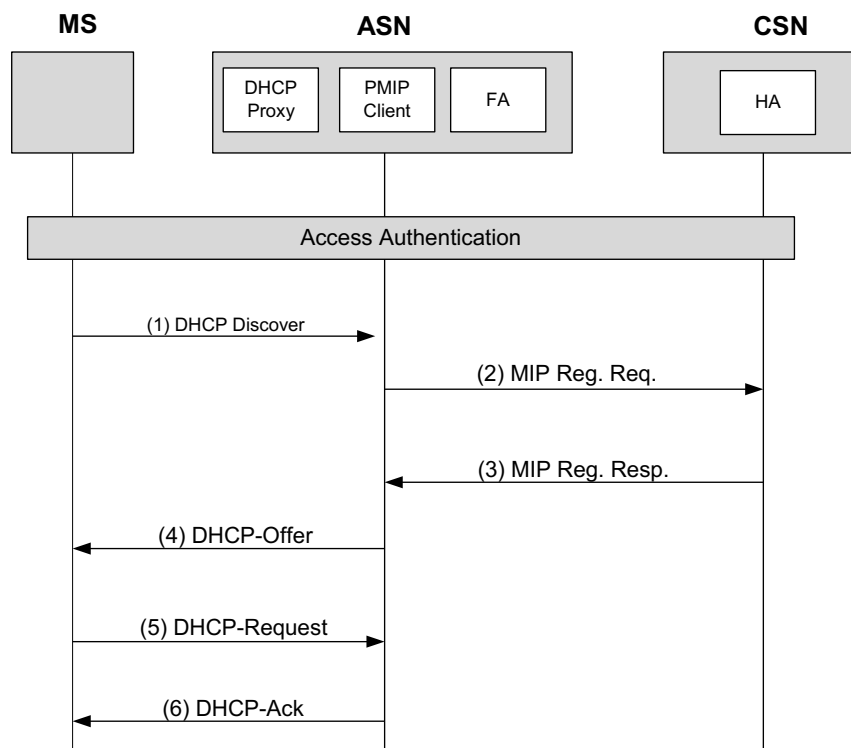 MS
ASN
CSN
DHCP
Proxy
PMIP
Client
FA
HA
Access Authentication
(1) DHCP Discover
(2) MIP Reg. Req.
(3) MIP Reg. Resp.
(4) DHCP-Offer
(5) DHCP-Request
(6) DHCP-Ack